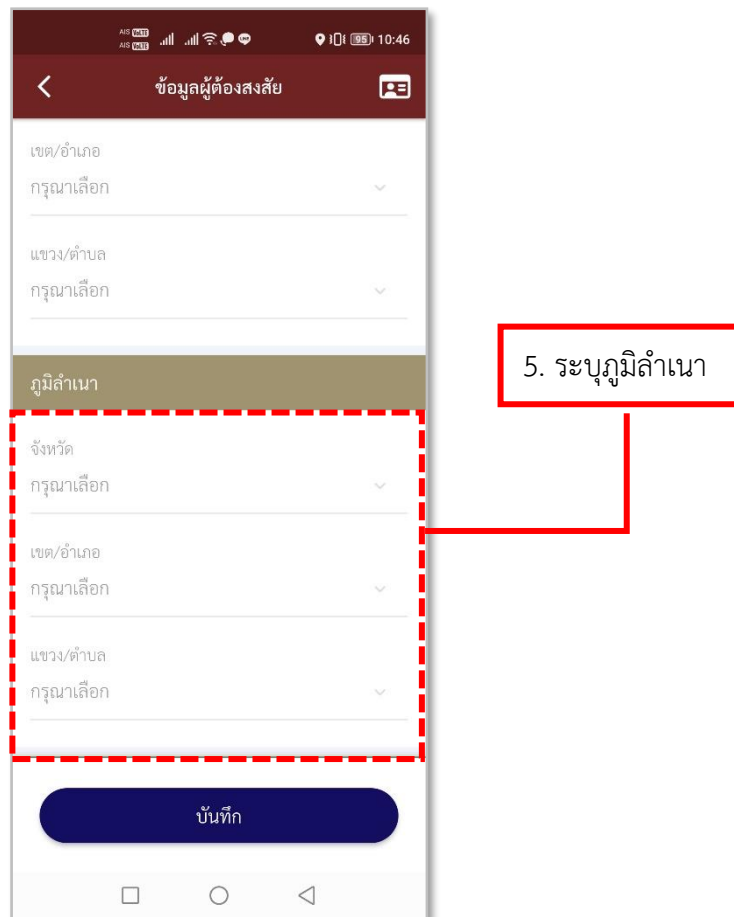 AIS VoLTE
AIS VoLTE
95 10:46
ข้อมูลผู้ต้องสงสัย
เขต/อำเภอ
กรุณาเลือก
แขวง/ตำบล
กรุณาเลือก
ภูมิลำเนา
จังหวัด
กรุณาเลือก
เขต/อำเภอ
กรุณาเลือก
แขวง/ตำบล
กรุณาเลือก
บันทึก
5. ระบุภูมิลำเนา